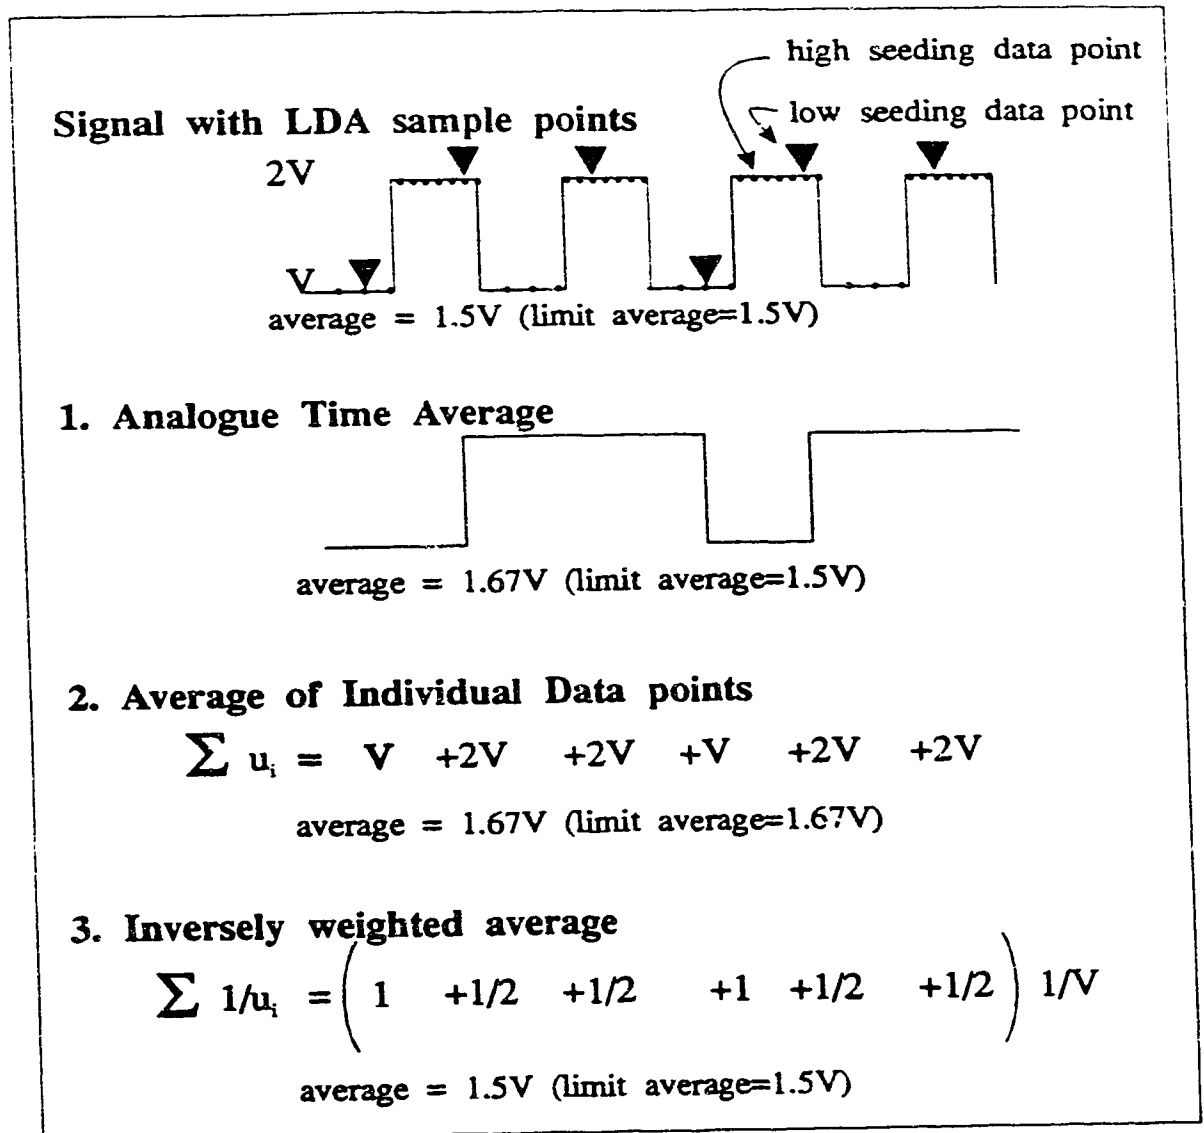 high seeding data point
low seeding data point
Signal with LDA sample points
2V
V
average = 1.5V (limit average=1.5V)
1. Analogue Time Average
average = 1.67V (limit average=1.5V)
2. Average of Individual Data points
∑ uᵢ = V +2V +2V +V +2V +2V
average = 1.67V (limit average=1.67V)
3. Inversely weighted average
∑ 1/uᵢ = ( 1 +1/2 +1/2 +1 +1/2 +1/2 ) 1/V
average = 1.5V (limit average=1.5V)